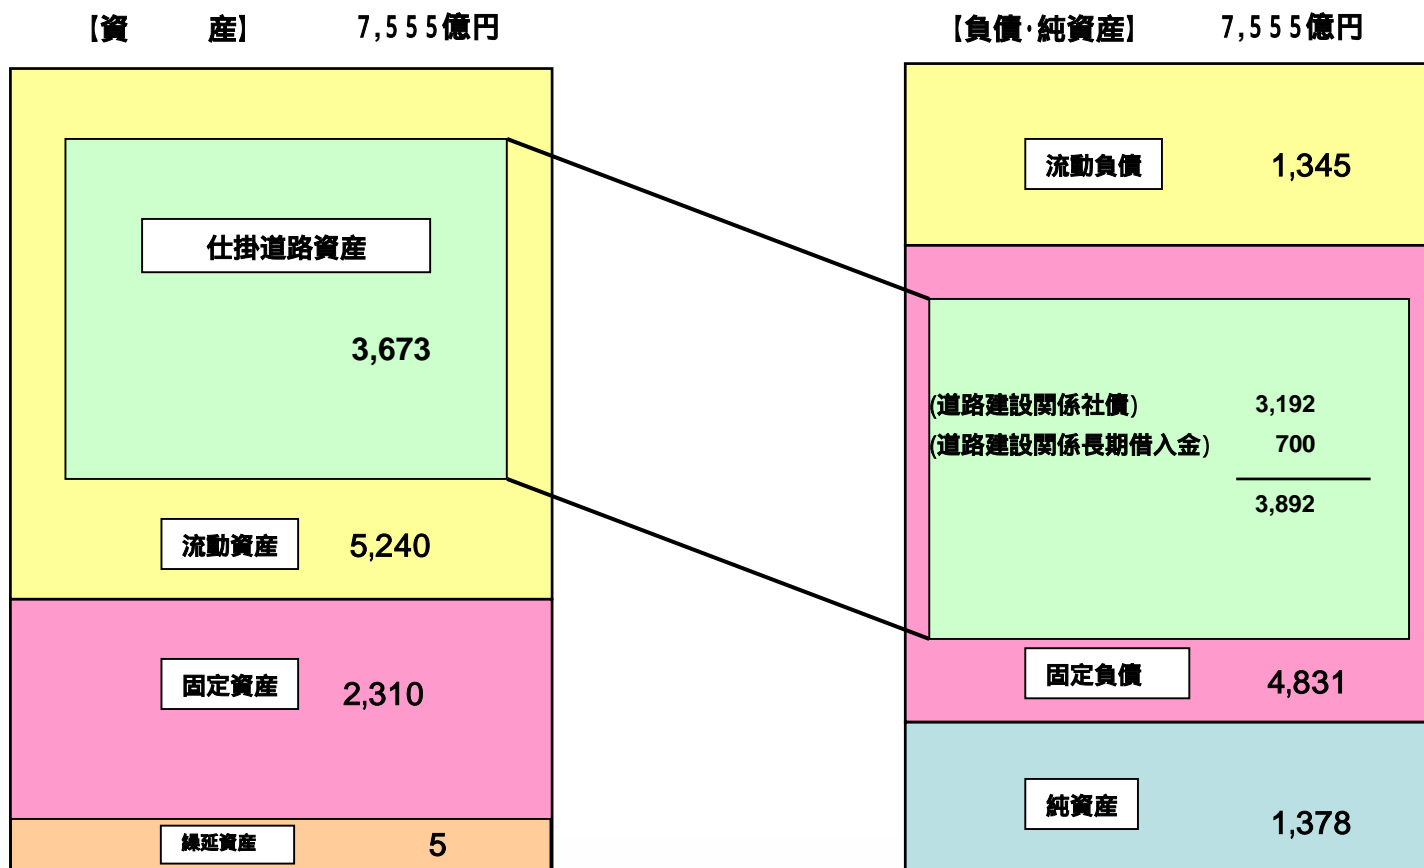 【資　　産】　7,555億円
仕掛道路資産
3,673
流動資産　5,240
固定資産　2,310
繰延資産　5
【負債・純資産】　7,555億円
流動負債　1,345
(道路建設関係社債)　3,192
(道路建設関係長期借入金)　700
3,892
固定負債　4,831
純資産　1,378